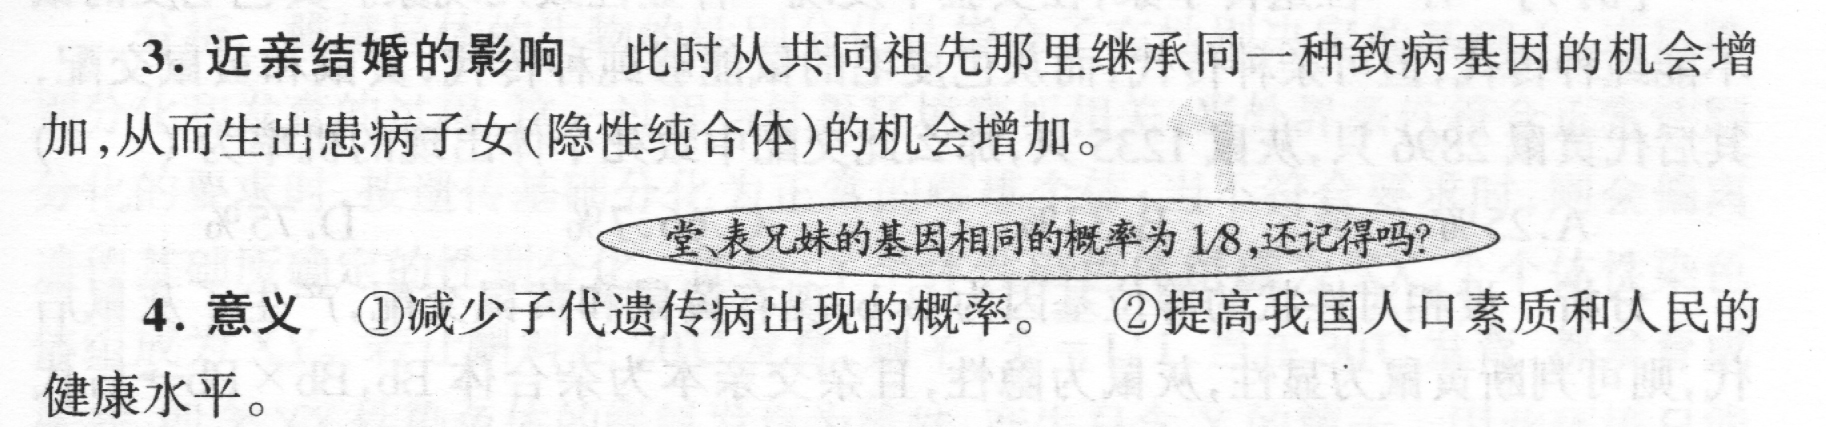 3. 近亲结婚的影响　此时从共同祖先那里继承同一种致病基因的机会增
加,从而生出患病子女(隐性纯合体)的机会增加。
堂、表兄妹的基因相同的概率为 1/8,还记得吗?
4. 意义　①减少子代遗传病出现的概率。　②提高我国人口素质和人民的
健康水平。